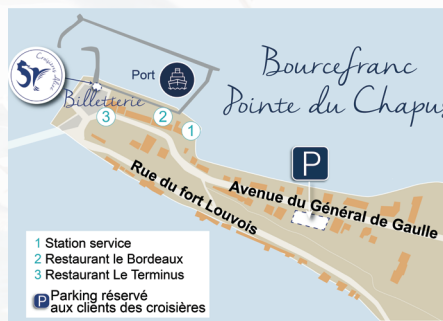 Bourcefranc
Pointe du Chapus
Port
Billetterie
3
2
1
P
Avenue du Général de Gaulle
Rue du fort Louvois
1 Station service
2 Restaurant le Bordeaux
3 Restaurant Le Terminus
P Parking réservé
aux clients des croisières